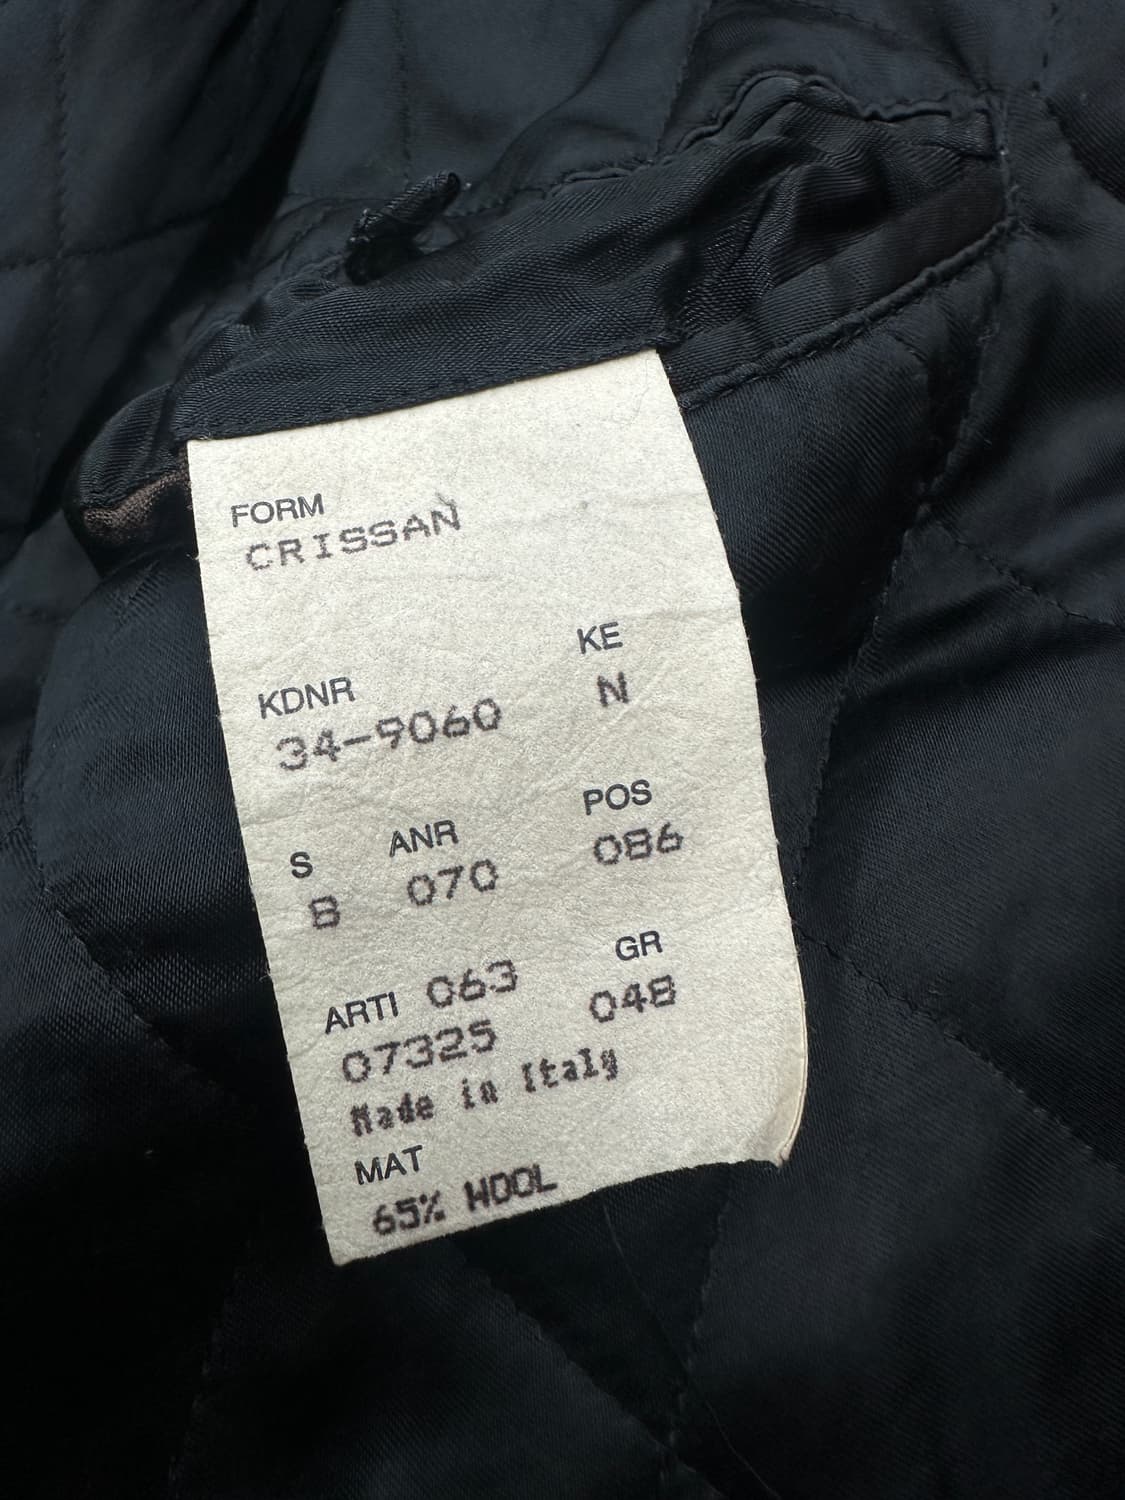 FORM
CRISSAN
KE
KDNR
N
34-9060
POS
S ANR
086
B 070
GR
ARTI 063
048
07325
Made in Italy
MAT
65% WOOL